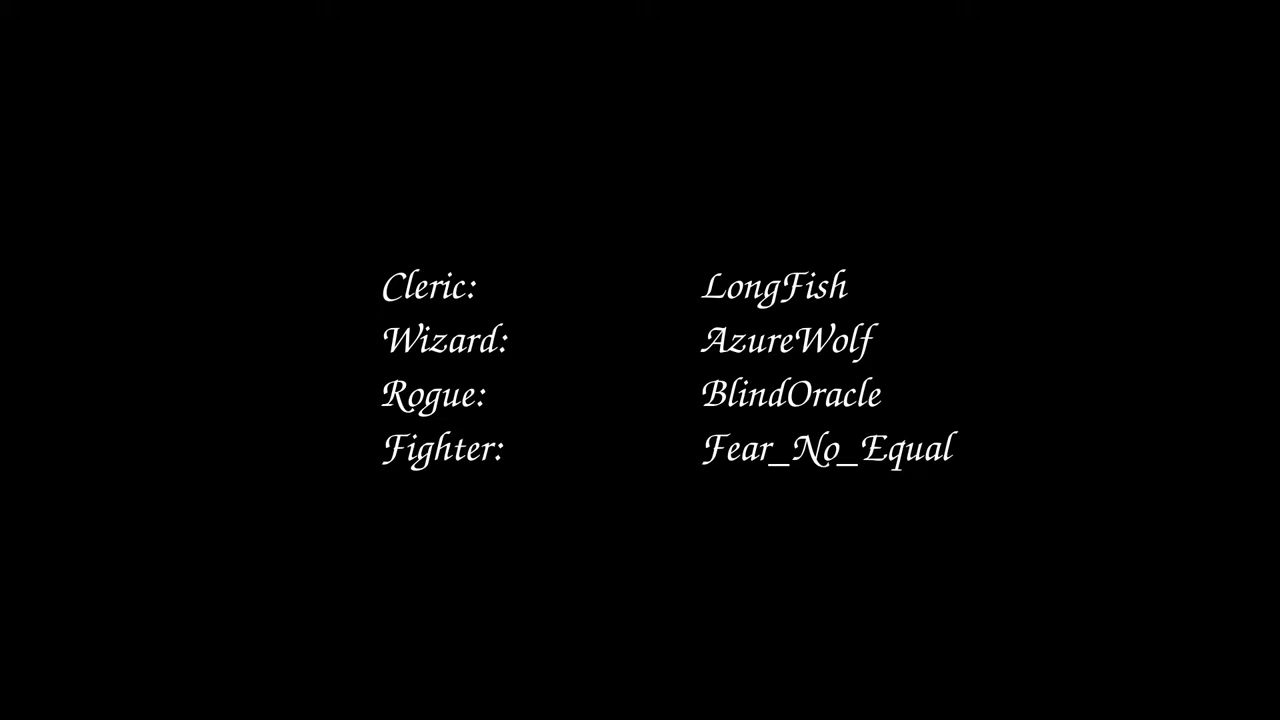 Cleric: LongFish
Wizard: AzureWolf
Rogue: BlindOracle
Fighter: Fear_No_Equal